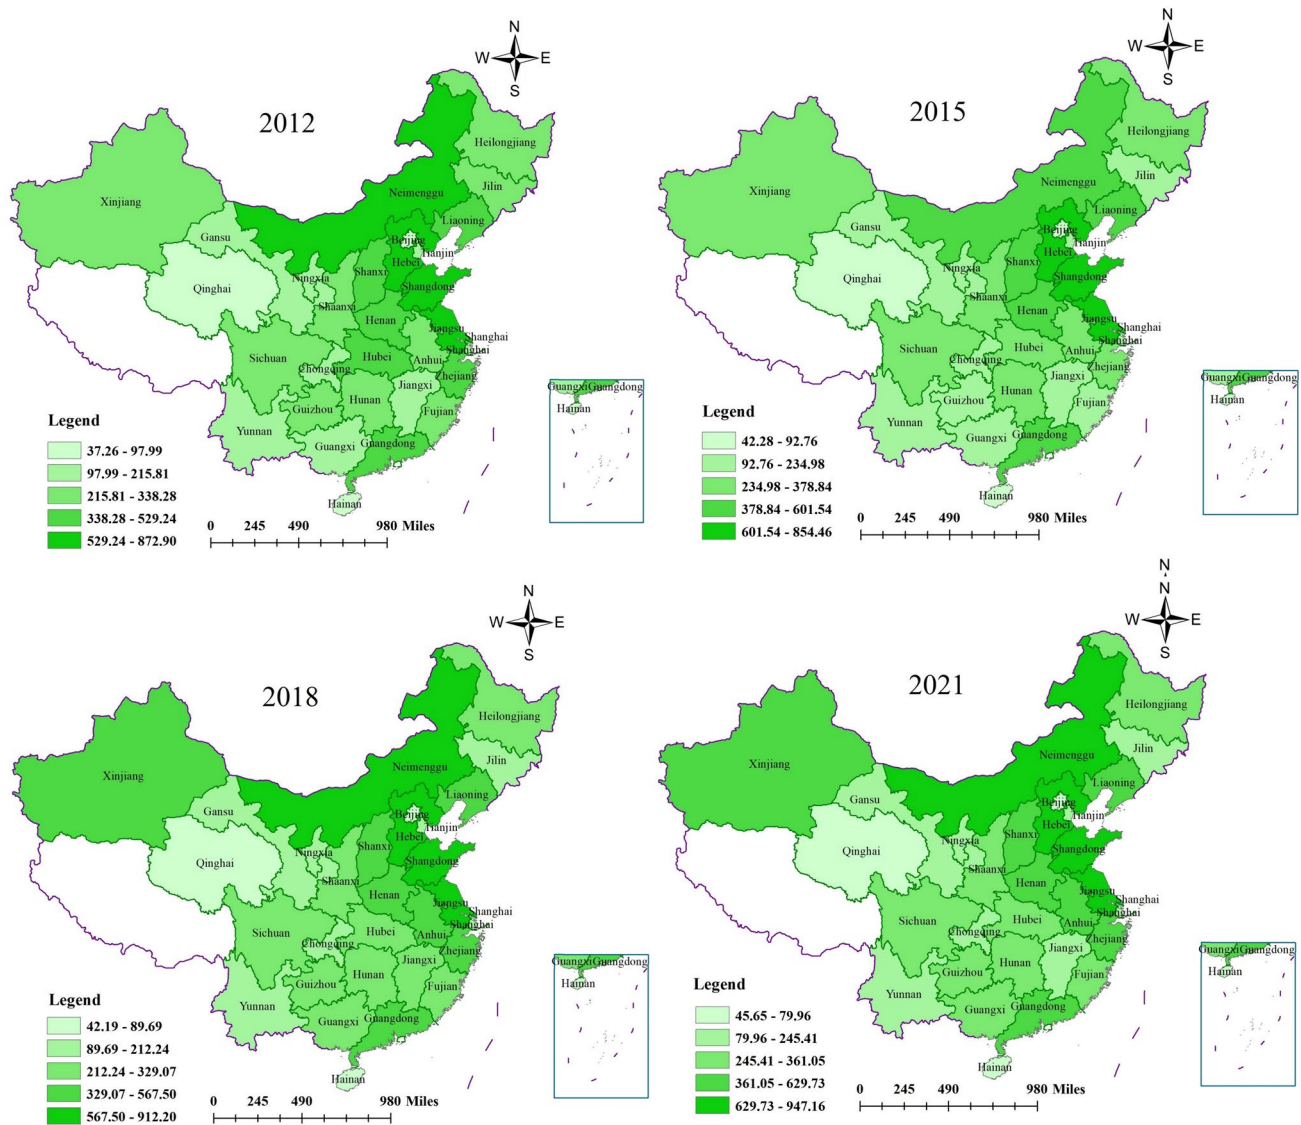 N
W E
S
2012
Heilongjiang
Jilin
Xinjiang
Neimenggu
Liaoning
Gansu
Beijing
Tianjin
Hebei
Ningxia
Shanxi
Qinghai
Shangdong
Shaanxi
Henan
Jiangsu
Shanghai
Shanghai
Sichuan
Hubei
Anhui
Chongqing
Zhejiang
Jiangxi
Hunan
Guizhou
Fujian
Yunnan
Guangxi
Guangdong
Hainan
Guangxi Guangdong
Hainan
Legend
37.26 - 97.99
97.99 - 215.81
215.81 - 338.28
338.28 - 529.24
529.24 - 872.90
0 245 490 980 Miles
N
W E
S
2015
Heilongjiang
Jilin
Xinjiang
Neimenggu
Liaoning
Gansu
Beijing
Tianjin
Hebei
Ningxia
Shanxi
Qinghai
Shangdong
Shaanxi
Henan
Jiangsu
Shanghai
Shanghai
Sichuan
Hubei
Anhui
Chongqing
Zhejiang
Jiangxi
Hunan
Guizhou
Fujian
Yunnan
Guangxi
Guangdong
Hainan
Guangxi Guangdong
Hainan
Legend
42.28 - 92.76
92.76 - 234.98
234.98 - 378.84
378.84 - 601.54
601.54 - 854.46
0 245 490 980 Miles
N
W E
S
2018
Heilongjiang
Jilin
Xinjiang
Neimenggu
Liaoning
Gansu
Beijing
Tianjin
Hebei
Ningxia
Shanxi
Qinghai
Shangdong
Shaanxi
Henan
Jiangsu
Shanghai
Shanghai
Sichuan
Hubei
Anhui
Chongqing
Zhejiang
Jiangxi
Hunan
Guizhou
Fujian
Yunnan
Guangxi
Guangdong
Hainan
Guangxi Guangdong
Hainan
Legend
42.19 - 89.69
89.69 - 212.24
212.24 - 329.07
329.07 - 567.50
567.50 - 912.20
0 245 490 980 Miles
N
N
W E
S
2021
Heilongjiang
Jilin
Xinjiang
Neimenggu
Liaoning
Gansu
Beijing
Tianjin
Hebei
Ningxia
Shanxi
Qinghai
Shangdong
Shaanxi
Henan
Jiangsu
Shanghai
Shanghai
Sichuan
Hubei
Anhui
Chongqing
Zhejiang
Jiangxi
Hunan
Guizhou
Fujian
Yunnan
Guangxi
Guangdong
Hainan
Guangxi Guangdong
Hainan
Legend
45.65 - 79.96
79.96 - 245.41
245.41 - 361.05
361.05 - 629.73
629.73 - 947.16
0 245 490 980 Miles